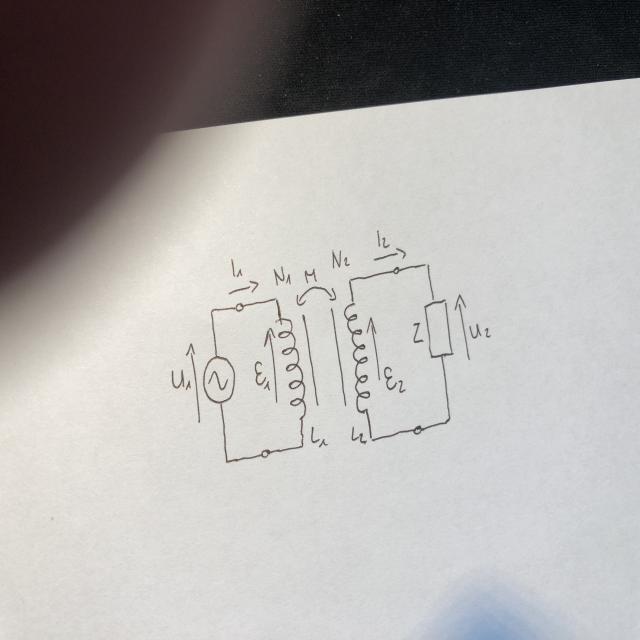 I₁ N₁ M N₂ I₂
U₁ ε₁ ε₂ Z U₂
L₁ L₂